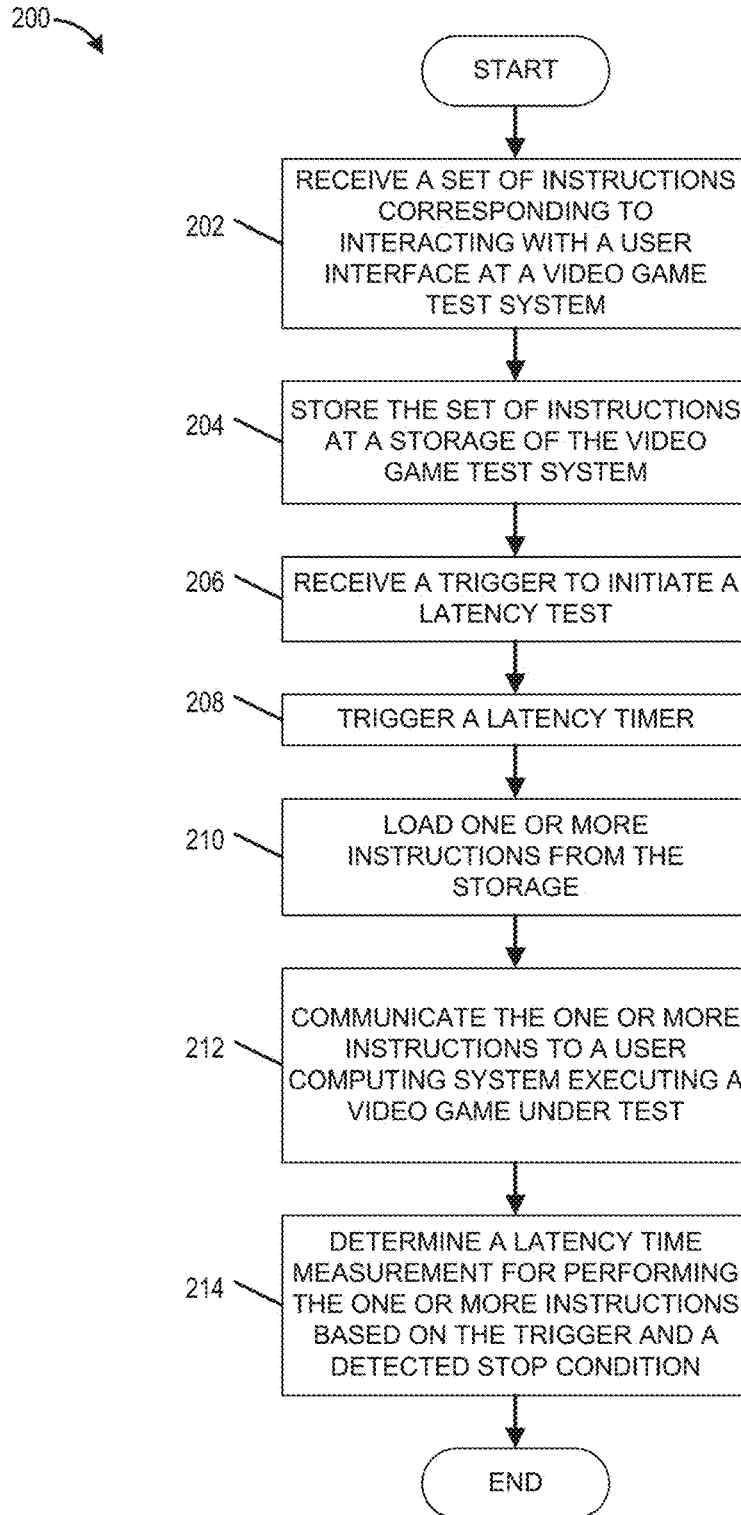 200
START
202
RECEIVE A SET OF INSTRUCTIONS
CORRESPONDING TO
INTERACTING WITH A USER
INTERFACE AT A VIDEO GAME
TEST SYSTEM
204
STORE THE SET OF INSTRUCTIONS
AT A STORAGE OF THE VIDEO
GAME TEST SYSTEM
206
RECEIVE A TRIGGER TO INITIATE A
LATENCY TEST
208
TRIGGER A LATENCY TIMER
210
LOAD ONE OR MORE
INSTRUCTIONS FROM THE
STORAGE
212
COMMUNICATE THE ONE OR MORE
INSTRUCTIONS TO A USER
COMPUTING SYSTEM EXECUTING A
VIDEO GAME UNDER TEST
214
DETERMINE A LATENCY TIME
MEASUREMENT FOR PERFORMING
THE ONE OR MORE INSTRUCTIONS
BASED ON THE TRIGGER AND A
DETECTED STOP CONDITION
END